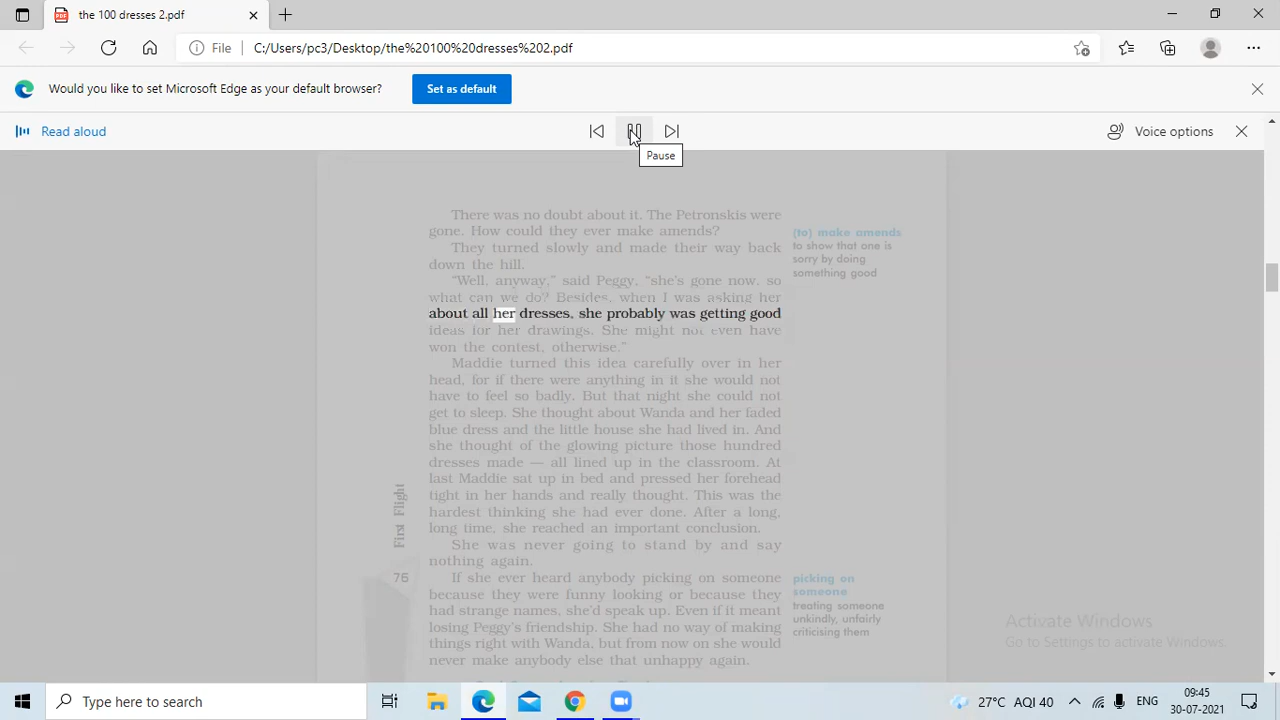 the 100 dresses 2.pdf
File
C:/Users/pc3/Desktop/the%20100%20dresses%202.pdf
Would you like to set Microsoft Edge as your default browser?
Set as default
Read aloud
Voice options
Pause
There was no doubt about it. The Petronskis were
gone. How could they ever make amends?
They turned slowly and made their way back
down the hill.
“Well, anyway,” said Peggy, “she's gone now, so
what can we do? Besides, when I was asking her
about all her dresses, she probably was getting good
ideas for her drawings. She might not even have
won the contest, otherwise.”
Maddie turned this idea carefully over in her
head, for if there were anything in it she would not
have to feel so badly. But that night she could not
get to sleep. She thought about Wanda and her faded
blue dress and the little house she had lived in. And
she thought of the glowing picture those hundred
dresses made — all lined up in the classroom. At
last Maddie sat up in bed and pressed her forehead
tight in her hands and really thought. This was the
hardest thinking she had ever done. After a long,
long time, she reached an important conclusion.
She was never going to stand by and say
nothing again.
If she ever heard anybody picking on someone
because they were funny looking or because they
had strange names, she'd speak up. Even if it meant
losing Peggy's friendship. She had no way of making
things right with Wanda, but from now on she would
never make anybody else that unhappy again.
(to) make amends
to show that one is
sorry by doing
something good
picking on
someone
treating someone
unkindly, unfairly
criticising them
First Flight
76
Activate Windows
Go to Settings to activate Windows.
Type here to search
27°C AQI 40
ENG
09:45
30-07-2021